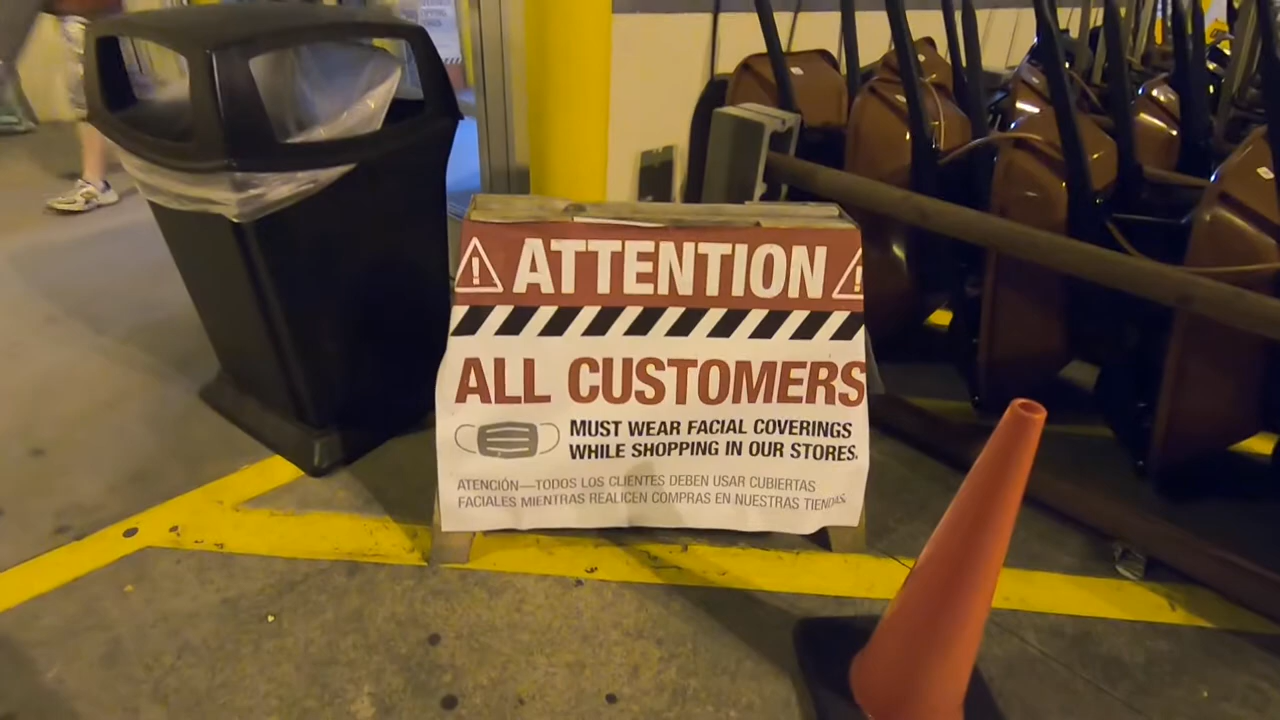 ATTENTION
ALL CUSTOMERS
MUST WEAR FACIAL COVERINGS
WHILE SHOPPING IN OUR STORES.
ATENCIÓN—TODOS LOS CLIENTES DEBEN USAR CUBIERTAS
FACIALES MIENTRAS REALICEN COMPRAS EN NUESTRAS TIENDAS.